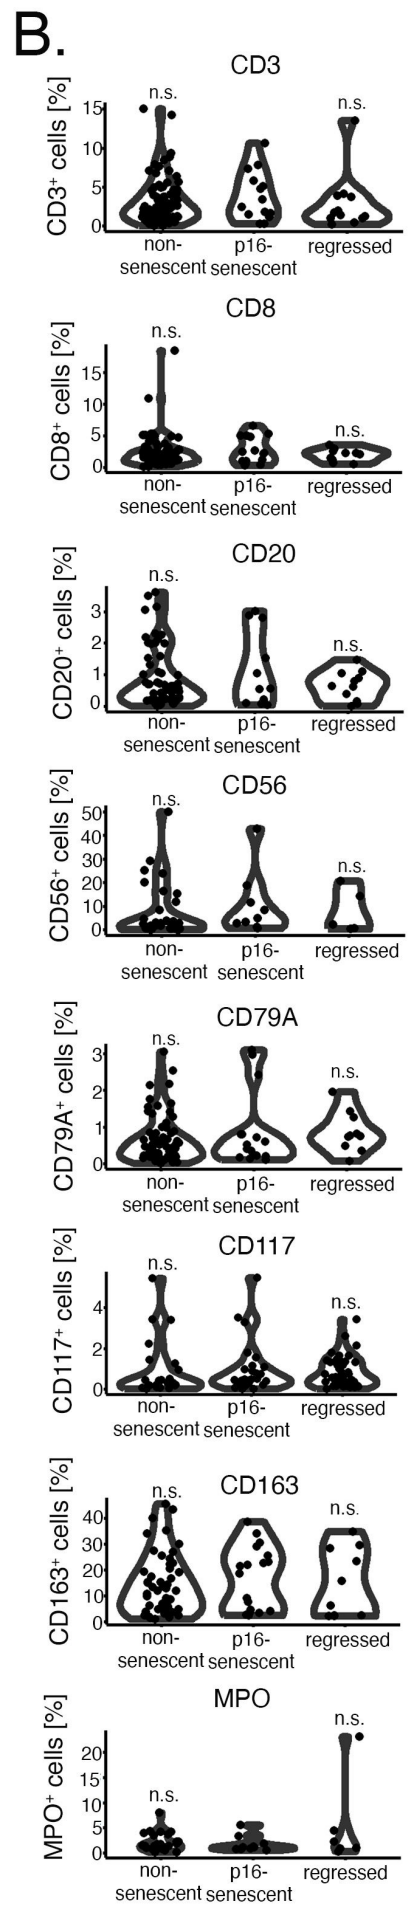 B.
CD3
n.s. n.s.
CD3+ cells [%]
15
10
5
0
non-senescent p16-senescent regressed
CD8
n.s. n.s.
CD8+ cells [%]
15
10
5
0
non-senescent p16-senescent regressed
CD20
n.s. n.s.
CD20+ cells [%]
3
2
1
0
non-senescent p16-senescent regressed
CD56
n.s. n.s.
CD56+ cells [%]
50
40
30
20
10
0
non-senescent p16-senescent regressed
CD79A
n.s. n.s.
CD79A+ cells [%]
3
2
1
0
non-senescent p16-senescent regressed
CD117
n.s. n.s.
CD117+ cells [%]
4
2
0
non-senescent p16-senescent regressed
CD163
n.s. n.s.
CD163+ cells [%]
40
30
20
10
0
non-senescent p16-senescent regressed
MPO
n.s. n.s.
MPO+ cells [%]
20
15
10
5
0
non-senescent p16-senescent regressed